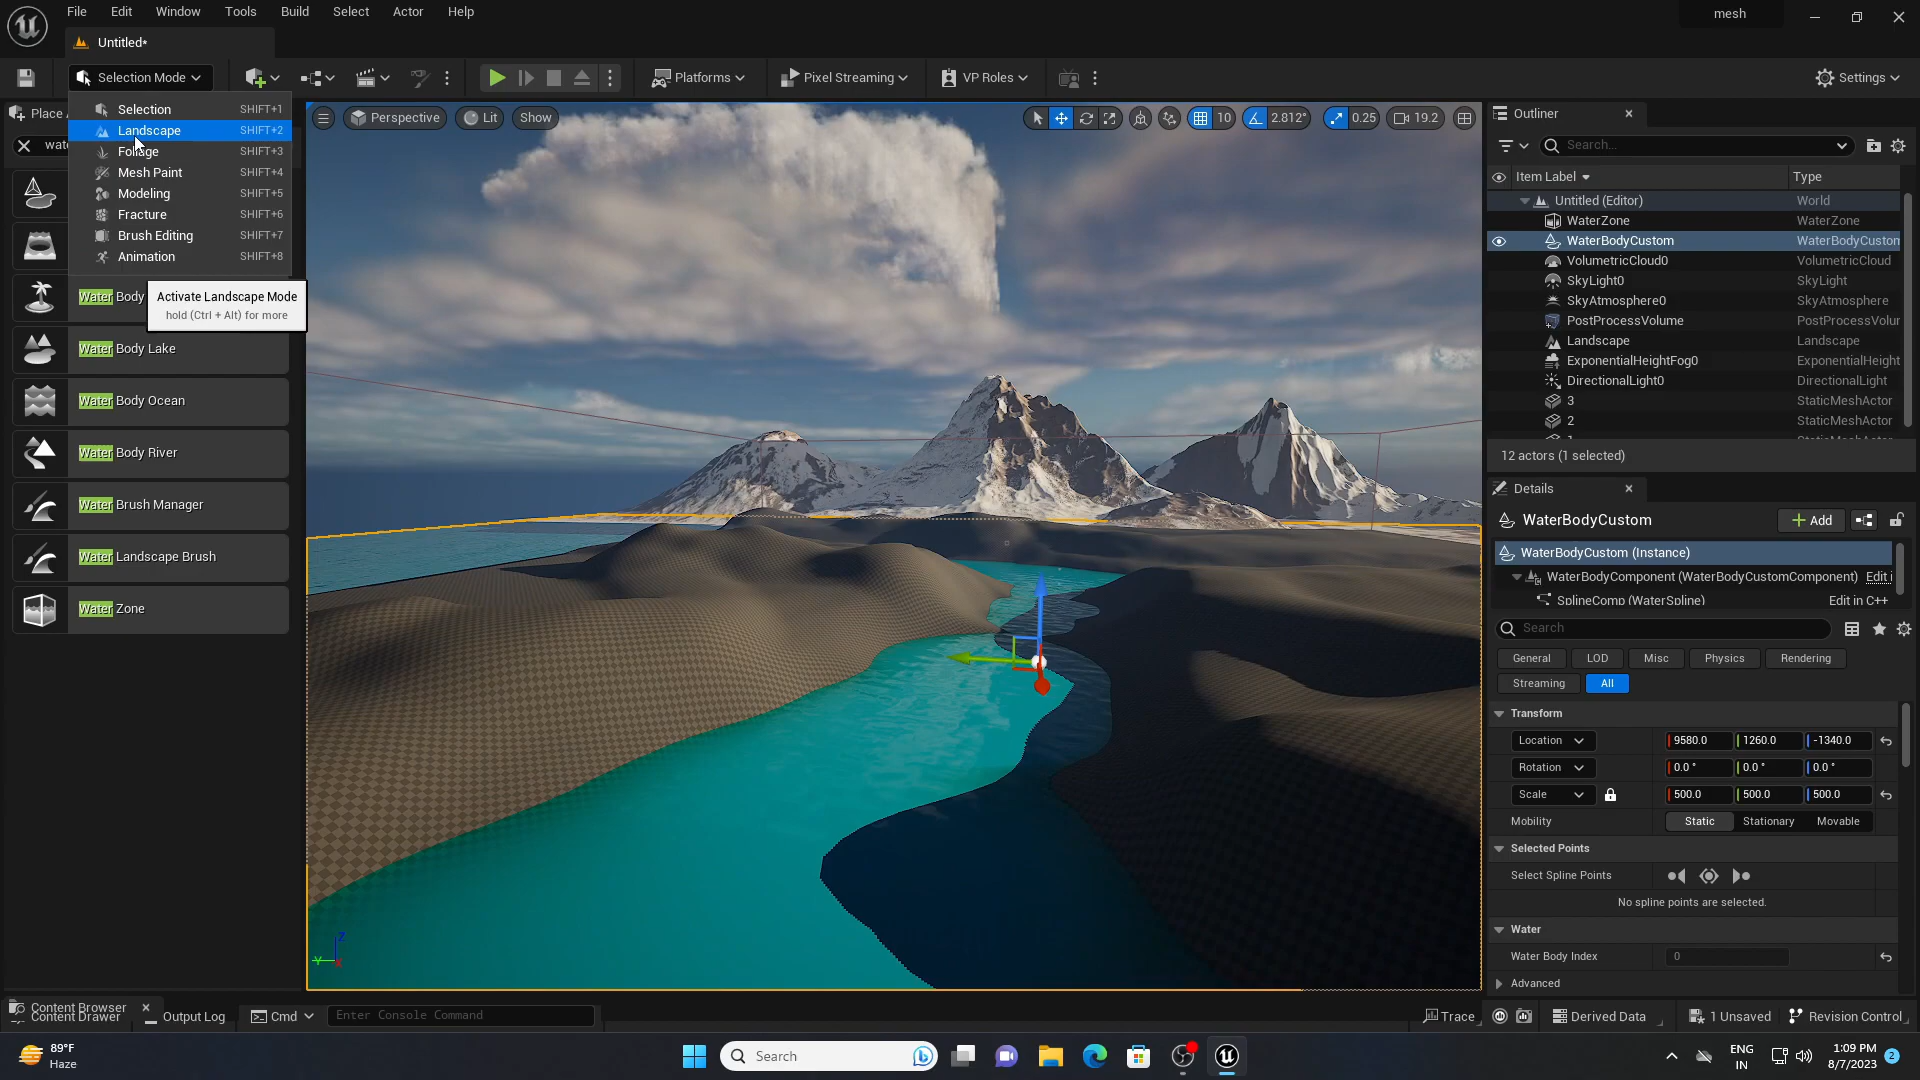 File Edit Window Tools Build Select Actor Help
mesh
Untitled*
Selection Mode
Platforms
Pixel Streaming
VP Roles
Settings
Place
wate
Selection SHIFT+1
Landscape SHIFT+2
Foliage SHIFT+3
Mesh Paint SHIFT+4
Modeling SHIFT+5
Fracture SHIFT+6
Brush Editing SHIFT+7
Animation SHIFT+8
Activate Landscape Mode
hold (Ctrl + Alt) for more
Water Body
Water Body Lake
Water Body Ocean
Water Body River
Water Brush Manager
Water Landscape Brush
Water Zone
Perspective Lit Show
10 2.812° 0.25 19.2
Z
Y
Outliner
Search...
Item Label Type
Untitled (Editor) World
WaterZone WaterZone
WaterBodyCustom WaterBodyCustom
VolumetricCloud0 VolumetricCloud
SkyLight0 SkyLight
SkyAtmosphere0 SkyAtmosphere
PostProcessVolume PostProcessVolur
Landscape Landscape
ExponentialHeightFog0 ExponentialHeight
DirectionalLight0 DirectionalLight
3 StaticMeshActor
2 StaticMeshActor
12 actors (1 selected)
Details
WaterBodyCustom
Add
WaterBodyCustom (Instance)
WaterBodyComponent (WaterBodyCustomComponent) Edit i
SplineComp (WaterSpline) Edit in C++
Search
General LOD Misc Physics Rendering
Streaming All
Transform
Location 9580.0 1260.0 -1340.0
Rotation 0.0 ° 0.0 ° 0.0 °
Scale 500.0 500.0 500.0
Mobility Static Stationary Movable
Selected Points
Select Spline Points
No spline points are selected.
Water
Water Body Index 0
Advanced
Content Browser
Content Drawer
Output Log
Cmd
Enter Console Command
Trace
Derived Data
1 Unsaved
Revision Control
89°F
Haze
Search
ENG
IN
1:09 PM
8/7/2023
2